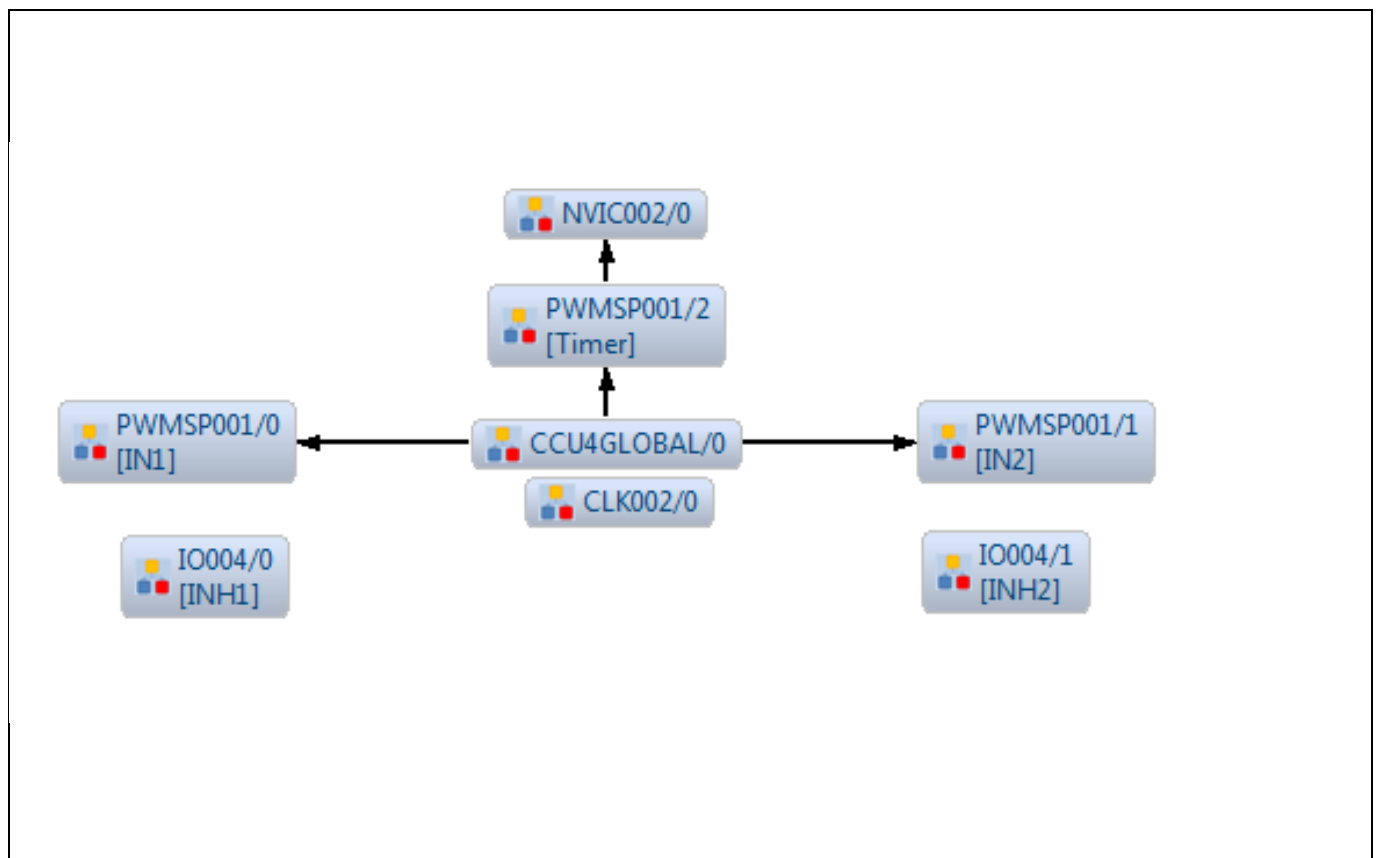 NVIC002/0
PWMSP001/2
[Timer]
PWMSP001/0
[IN1]
CCU4GLOBAL/0
PWMSP001/1
[IN2]
CLK002/0
IO004/0
[INH1]
IO004/1
[INH2]